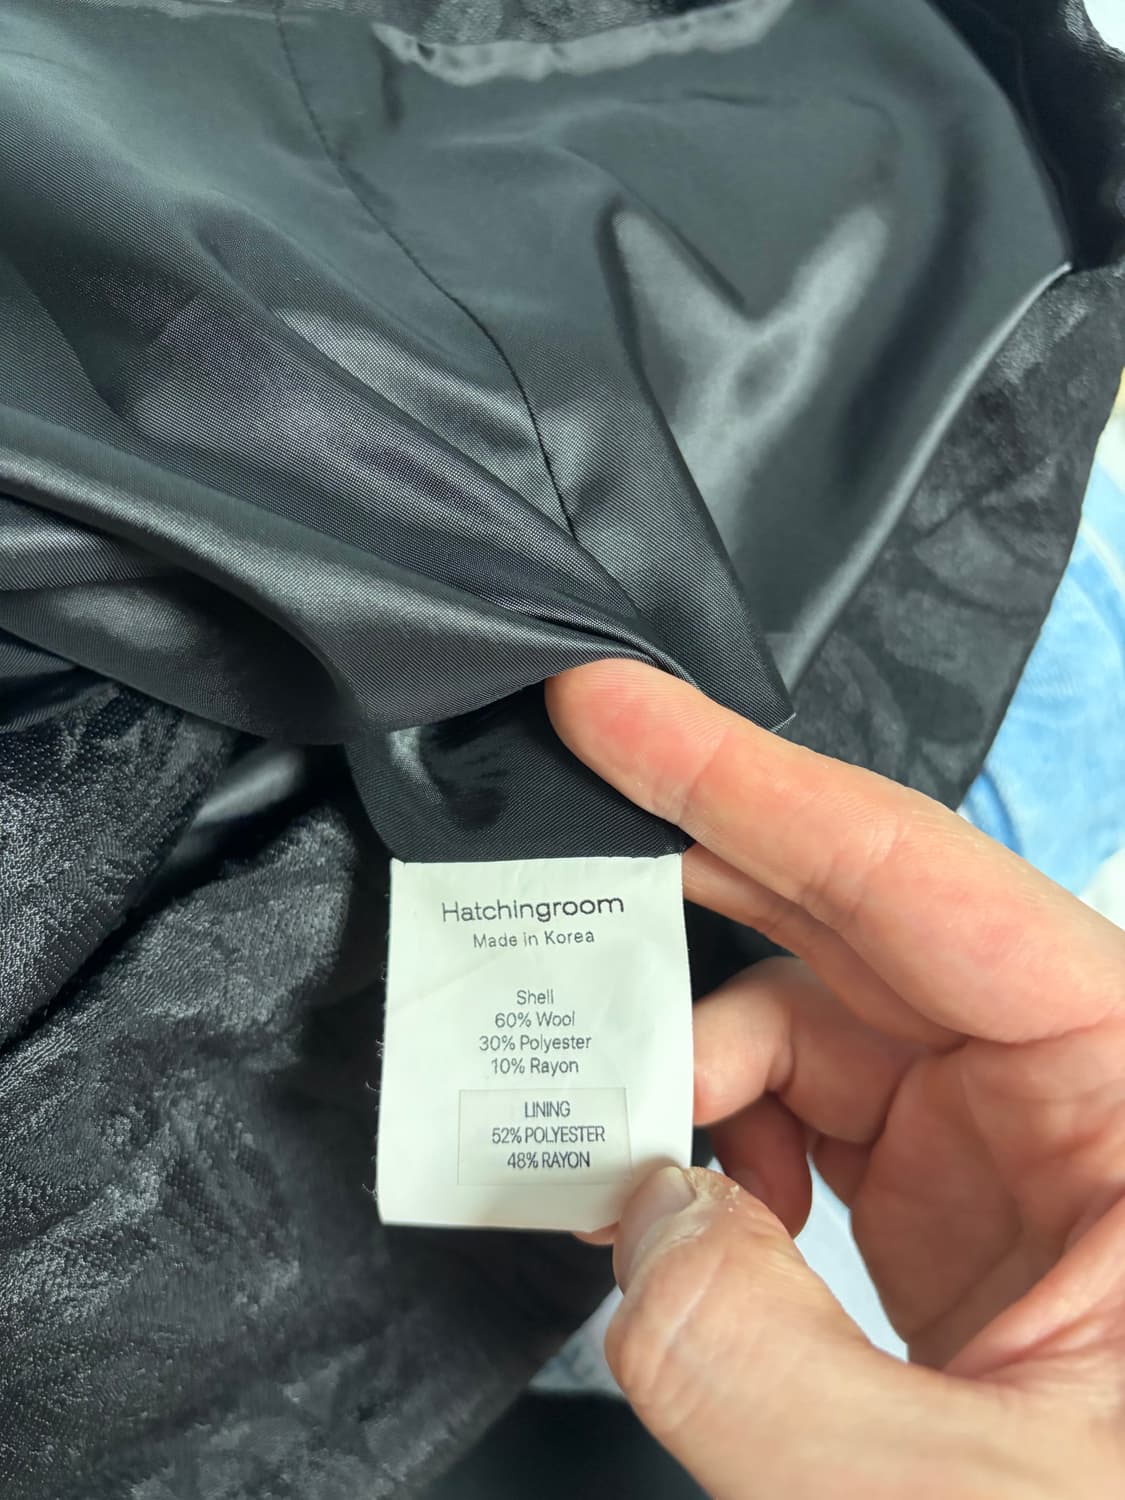 Hatchingroom
Made in Korea
Shell
60% Wool
30% Polyester
10% Rayon
LINING
52% POLYESTER
48% RAYON